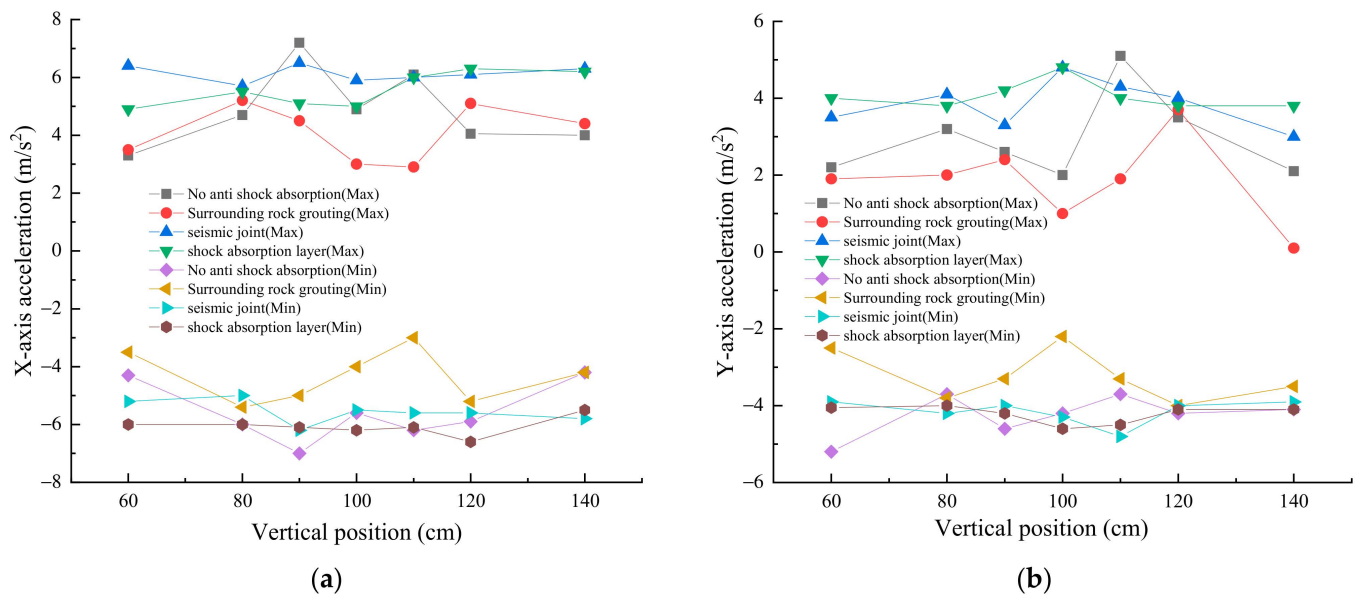 8
6
4
2
0
−2
−4
−6
−8
X-axis acceleration (m/s²)
No anti shock absorption(Max)
Surrounding rock grouting(Max)
seismic joint(Max)
shock absorption layer(Max)
No anti shock absorption(Min)
Surrounding rock grouting(Min)
seismic joint(Min)
shock absorption layer(Min)
60 80 100 120 140
Vertical position (cm)
(a)
6
4
2
0
−2
−4
−6
Y-axis acceleration (m/s²)
No anti shock absorption(Max)
Surrounding rock grouting(Max)
seismic joint(Max)
shock absorption layer(Max)
No anti shock absorption(Min)
Surrounding rock grouting(Min)
seismic joint(Min)
shock absorption layer(Min)
60 80 100 120 140
Vertical position (cm)
(b)